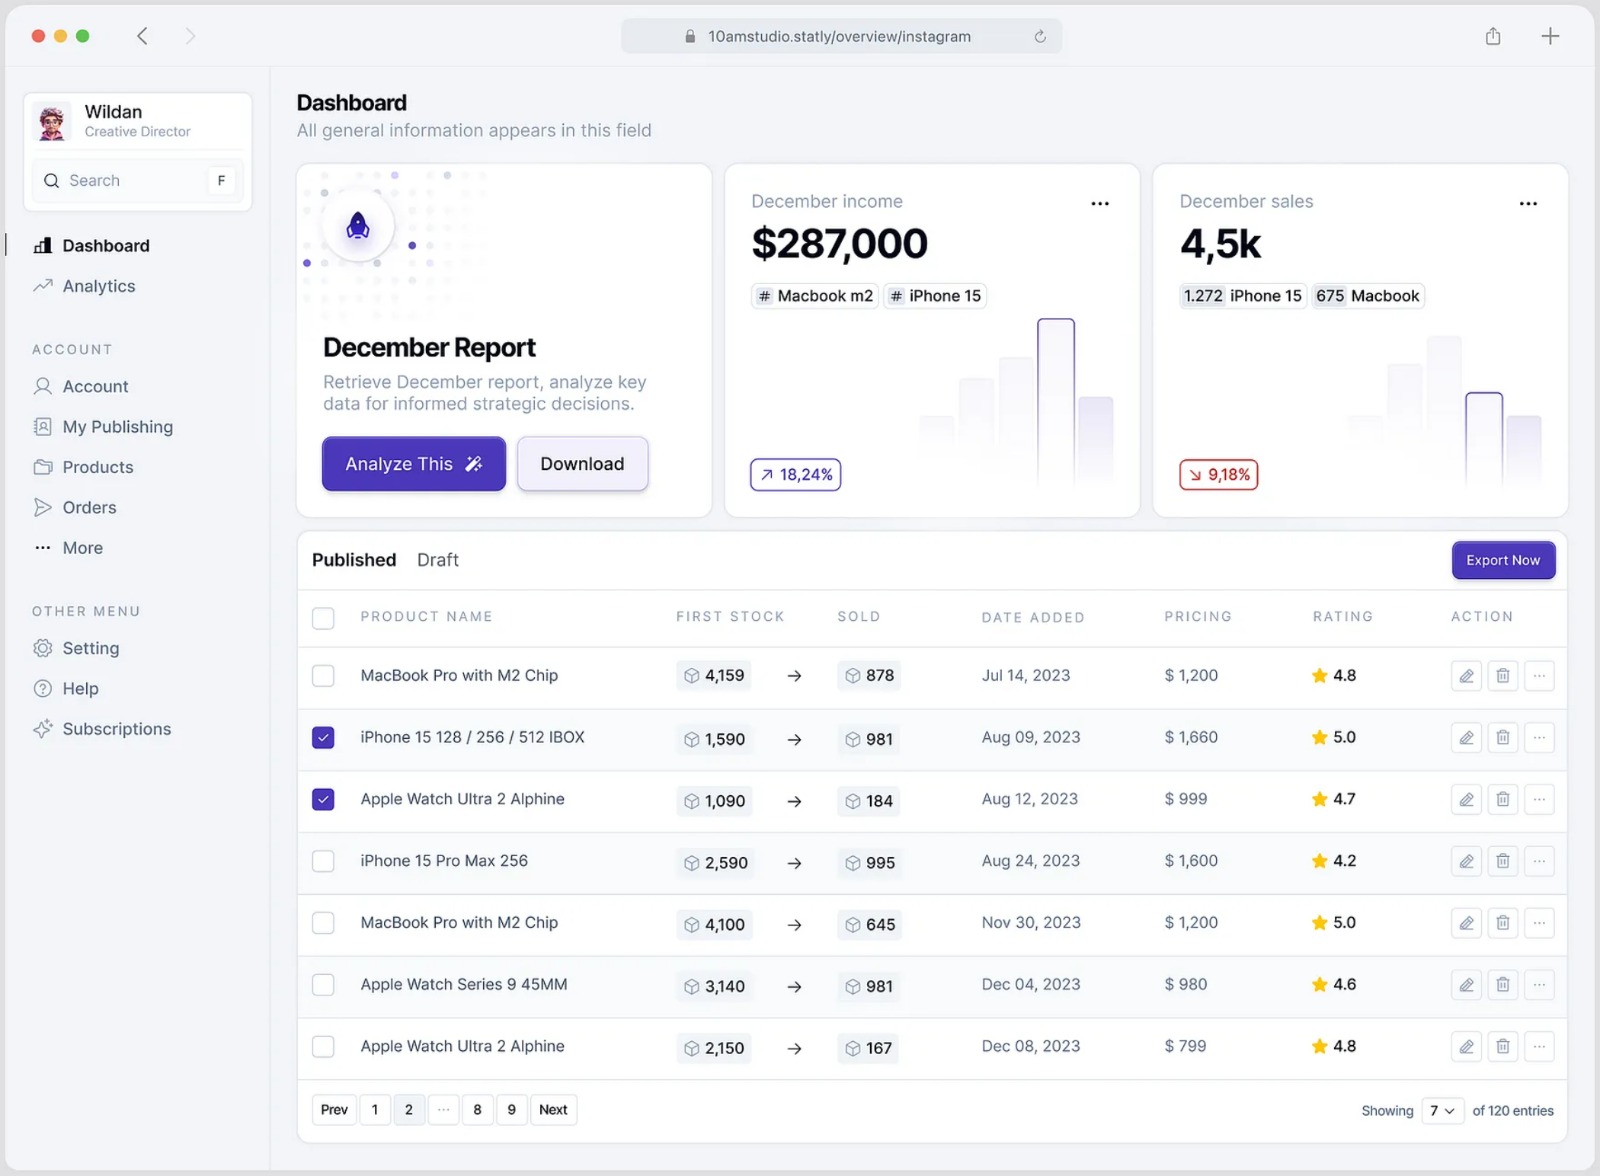 10amstudio.statly/overview/instagram
Wildan
Creative Director
Search F
Dashboard
Analytics
ACCOUNT
Account
My Publishing
Products
Orders
More
OTHER MENU
Setting
Help
Subscriptions
Dashboard
All general information appears in this field
December Report
Retrieve December report, analyze key
data for informed strategic decisions.
Analyze This Download
December income
$287,000
# Macbook m2 # iPhone 15
18,24%
December sales
4,5k
1.272 iPhone 15 675 Macbook
9,18%
Published Draft Export Now
PRODUCT NAME FIRST STOCK SOLD DATE ADDED PRICING RATING ACTION
MacBook Pro with M2 Chip 4,159 → 878 Jul 14, 2023 $ 1,200 4.8
iPhone 15 128 / 256 / 512 IBOX 1,590 → 981 Aug 09, 2023 $ 1,660 5.0
Apple Watch Ultra 2 Alphine 1,090 → 184 Aug 12, 2023 $ 999 4.7
iPhone 15 Pro Max 256 2,590 → 995 Aug 24, 2023 $ 1,600 4.2
MacBook Pro with M2 Chip 4,100 → 645 Nov 30, 2023 $ 1,200 5.0
Apple Watch Series 9 45MM 3,140 → 981 Dec 04, 2023 $ 980 4.6
Apple Watch Ultra 2 Alphine 2,150 → 167 Dec 08, 2023 $ 799 4.8
Prev 1 2 ... 8 9 Next Showing 7 of 120 entries